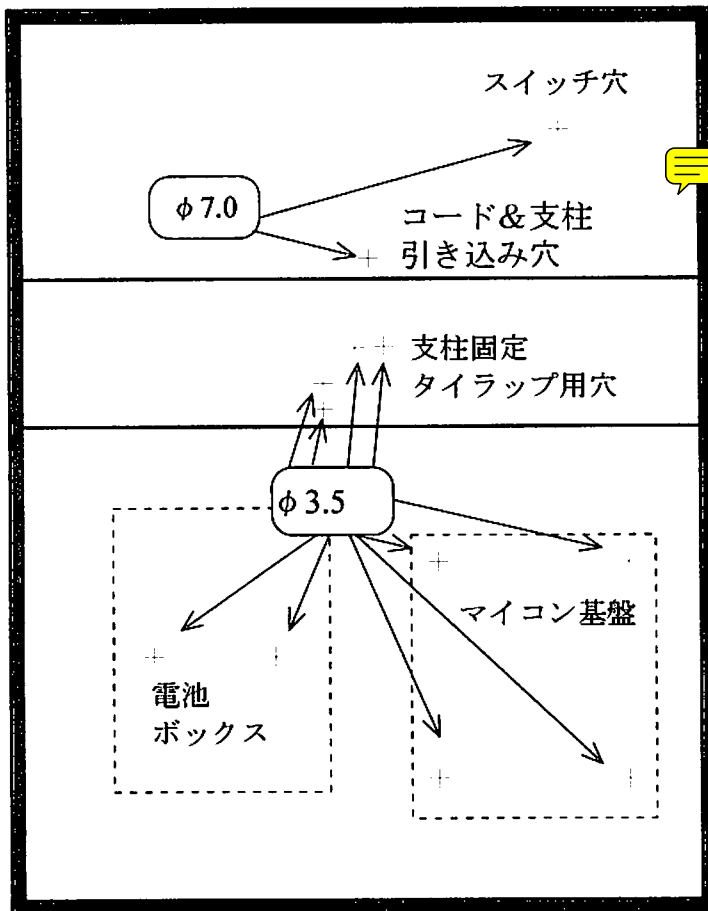 スイッチ穴
φ7.0
コード&支柱
引き込み穴
支柱固定
タイラップ用穴
φ3.5
マイコン基盤
電池
ボックス